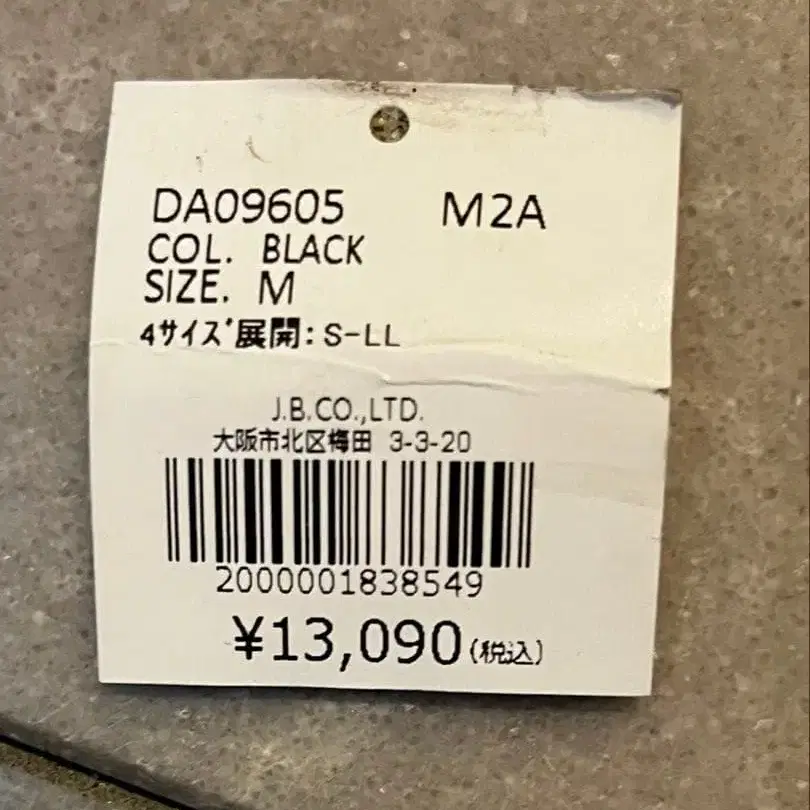 DA09605 M2A
COL. BLACK
SIZE. M
4サイズ展開: S-LL
J.B.CO.,LTD.
大阪市北区梅田 3-3-20
2000001838549
¥13,090(税込)